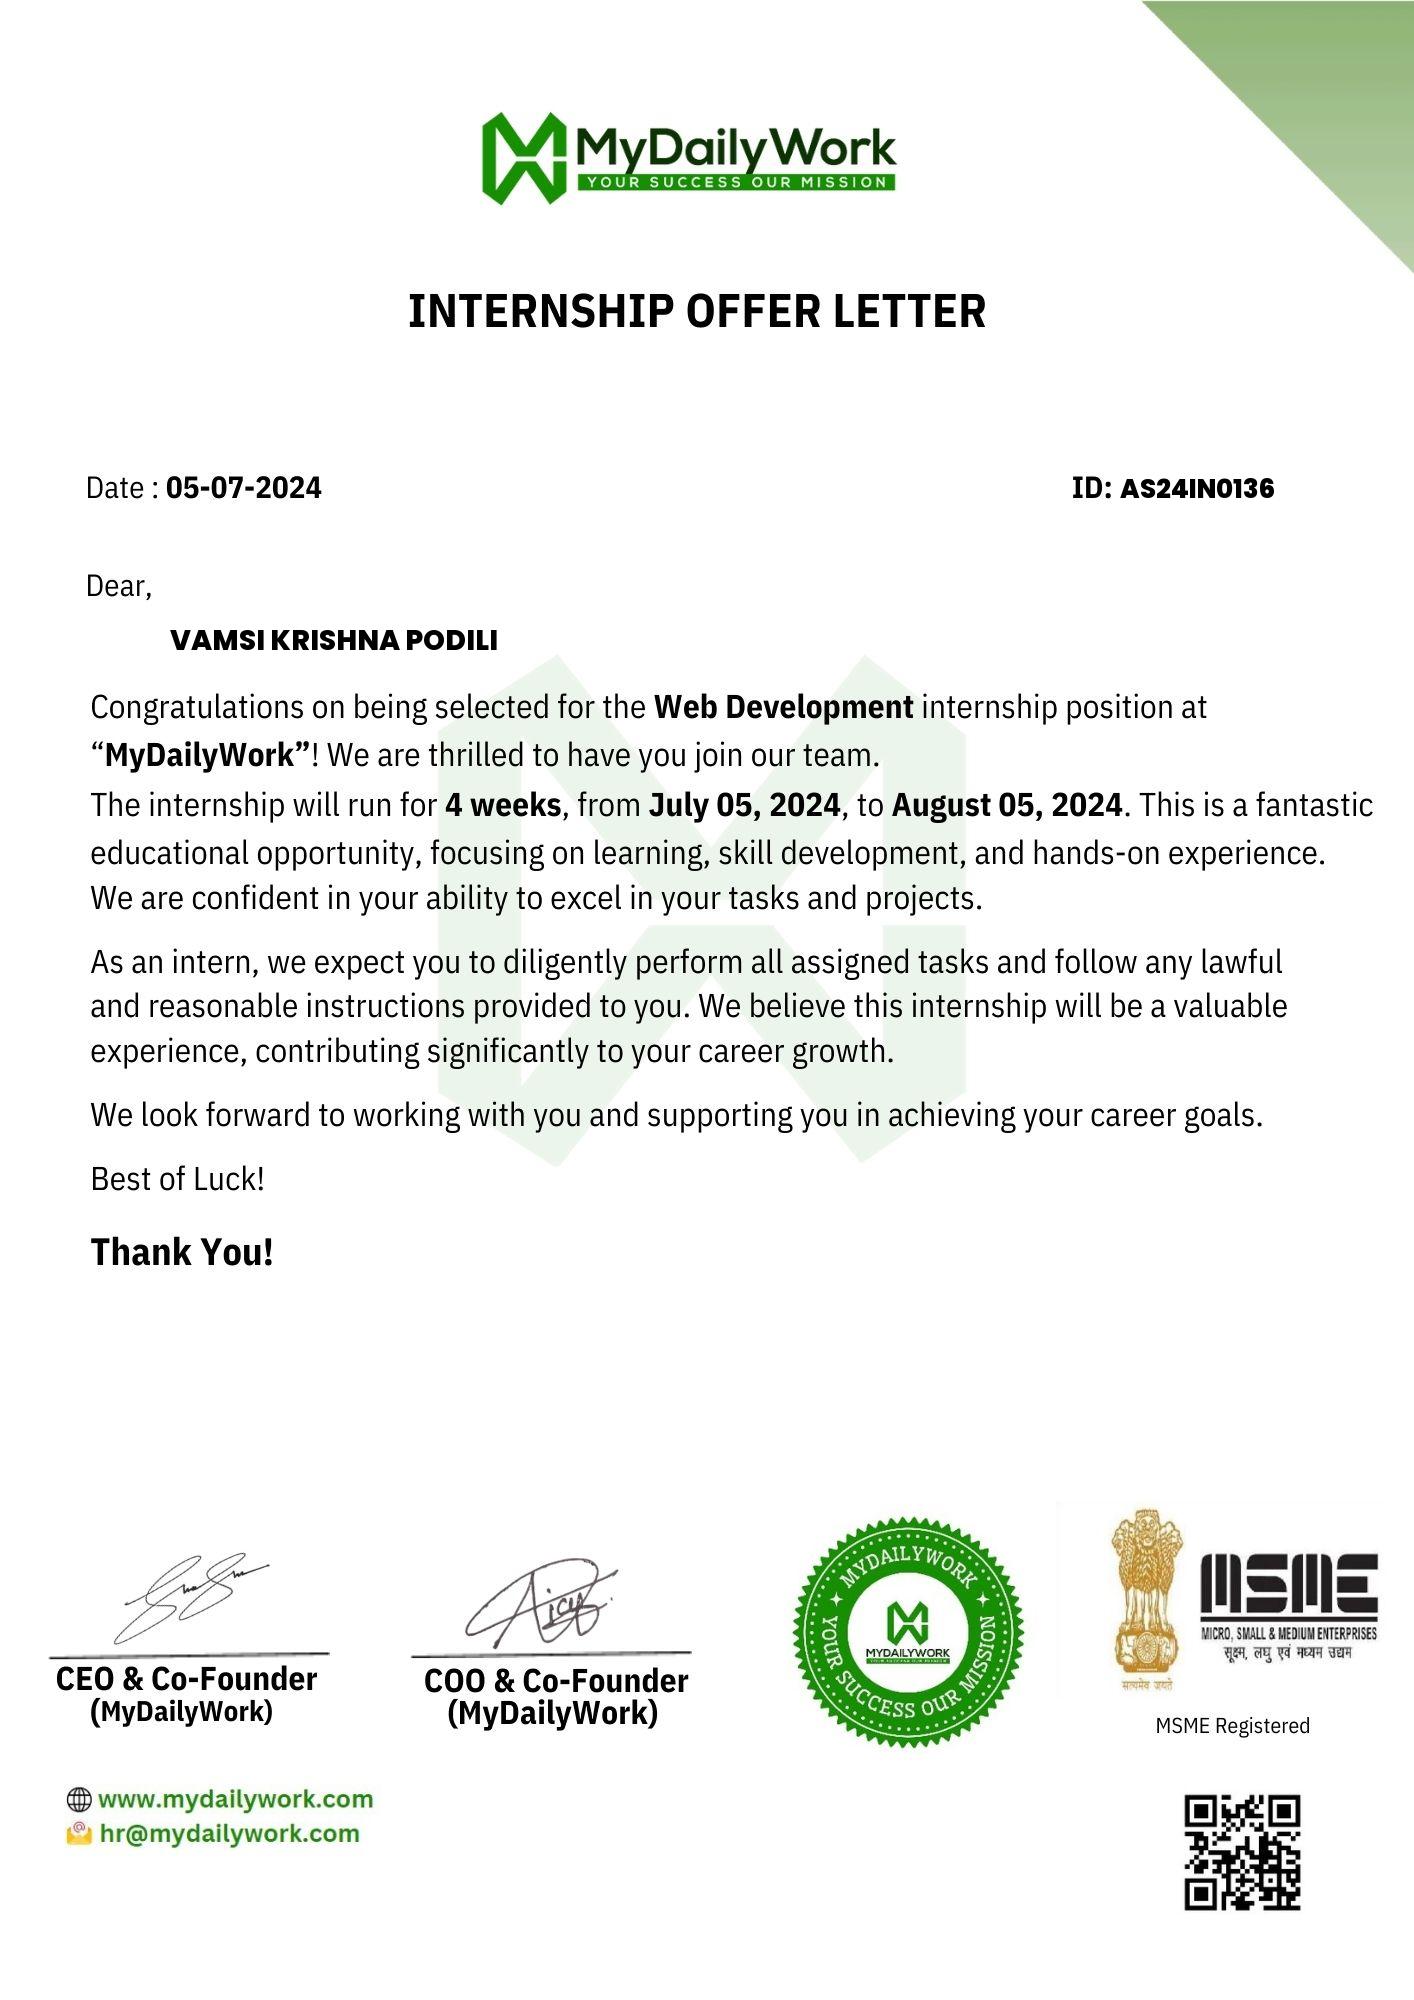 MyDailyWork
YOUR SUCCESS OUR MISSION
INTERNSHIP OFFER LETTER
Date : 05-07-2024
ID: AS24IN0136
Dear,
VAMSI KRISHNA PODILI
Congratulations on being selected for the Web Development internship position at
“MyDailyWork”! We are thrilled to have you join our team.
The internship will run for 4 weeks, from July 05, 2024, to August 05, 2024. This is a fantastic
educational opportunity, focusing on learning, skill development, and hands-on experience.
We are confident in your ability to excel in your tasks and projects.
As an intern, we expect you to diligently perform all assigned tasks and follow any lawful
and reasonable instructions provided to you. We believe this internship will be a valuable
experience, contributing significantly to your career growth.
We look forward to working with you and supporting you in achieving your career goals.
Best of Luck!
Thank You!
CEO & Co-Founder
(MyDailyWork)
COO & Co-Founder
(MyDailyWork)
MYDAILYWORK
YOUR SUCCESS OUR MISSION
MYDAILYWORK
YOUR SUCCESS OUR MISSION
सत्यमेव जयते
MSME
MICRO, SMALL & MEDIUM ENTERPRISES
सूक्ष्म, लघु एवं मध्यम उद्यम
MSME Registered
www.mydailywork.com
hr@mydailywork.com